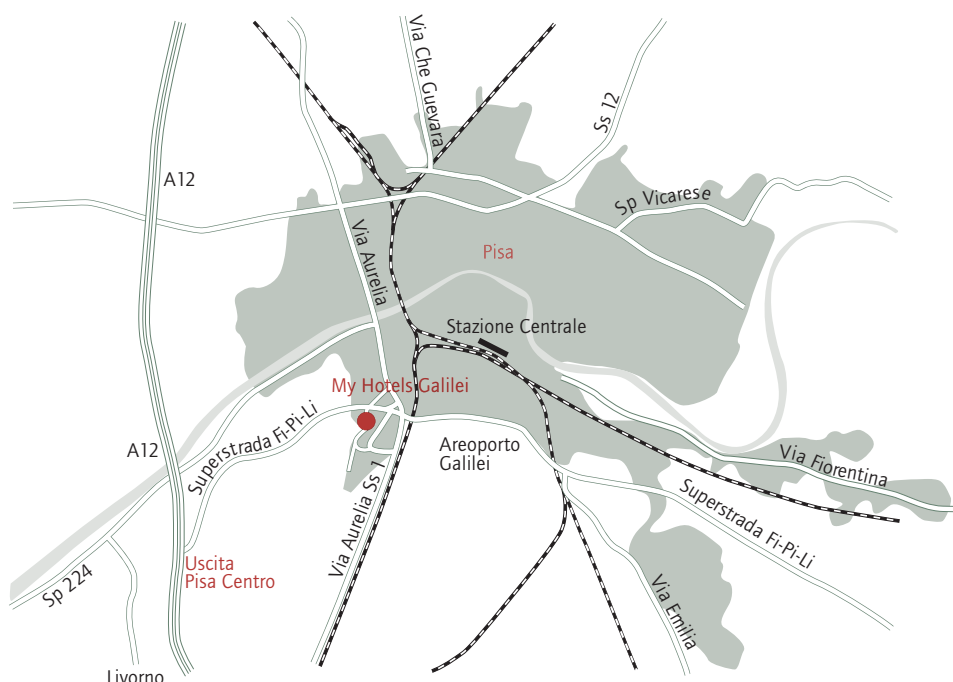 Via Che Guevara
Ss 12
A12
Sp Vicarese
Via Aurelia
Pisa
Stazione Centrale
My Hotels Galilei
Superstrada Fi-Pi-Li
A12
Areoporto
Galilei
Via Fiorentina
Via Aurelia Ss 1
Superstrada Fi-Pi-Li
Uscita
Pisa Centro
Sp 224
Via Emilia
Livorno